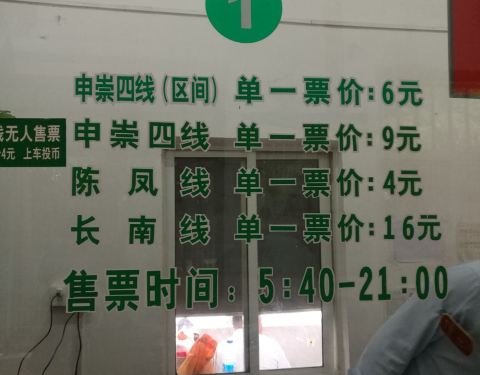 1
申崇四线(区间) 单一票价:6元
申崇四线 单一票价:9元
陈凤线 单一票价:4元
长南线 单一票价:16元
售票时间:5:40-21:00
线无人售票
4元 上车投币